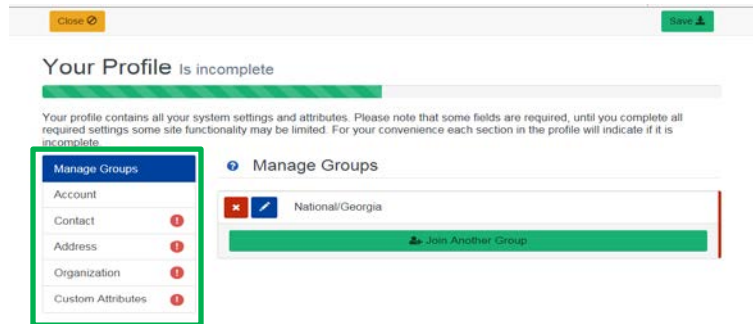 Close
Save
Your Profile Is incomplete
Your profile contains all your system settings and attributes. Please note that some fields are required, until you complete all
required settings some site functionality may be limited. For your convenience each section in the profile will indicate if it is
incomplete.
Manage Groups
Account
Contact
Address
Organization
Custom Attributes
Manage Groups
National/Georgia
Join Another Group